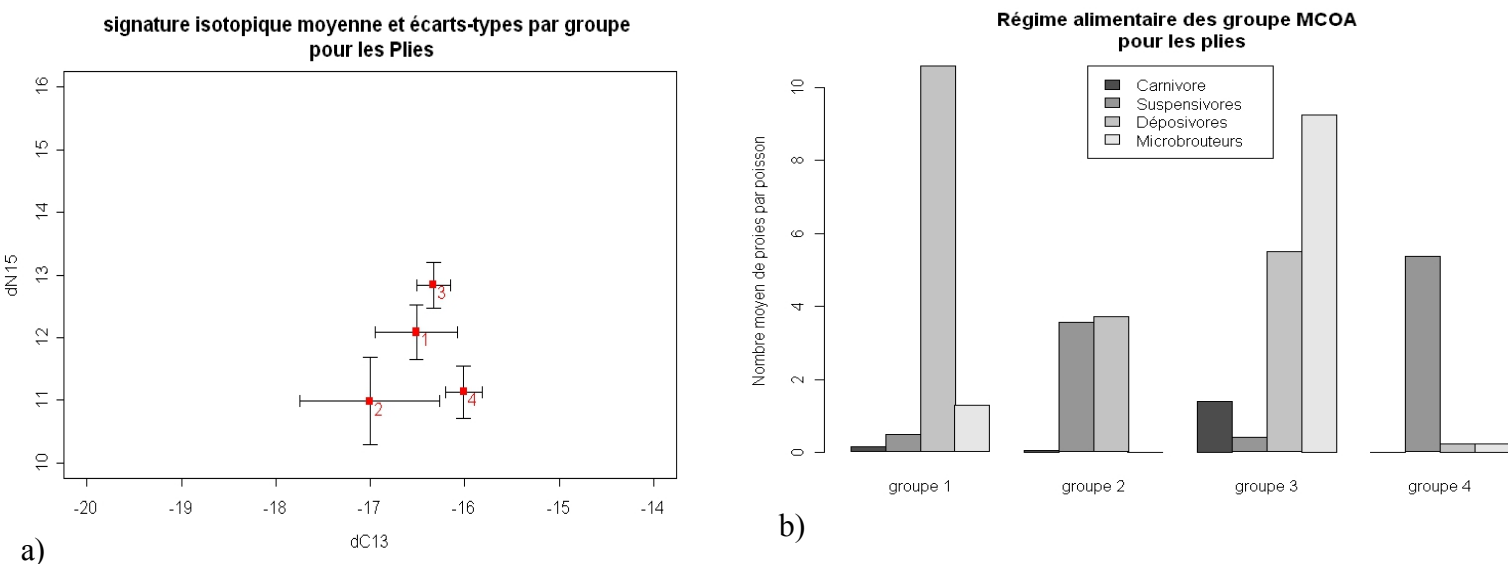 signature isotopique moyenne et écarts-types par groupe
pour les Plies
16
15
14
13
12
11
10
dN15
3
1
2
4
-20 -19 -18 -17 -16 -15 -14
dC13
a)
Régime alimentaire des groupe MCOA
pour les plies
Carnivore
Suspensivores
Déposivores
Microbrouteurs
Nombre moyen de proies par poisson
10
8
6
4
2
0
groupe 1 groupe 2 groupe 3 groupe 4
b)